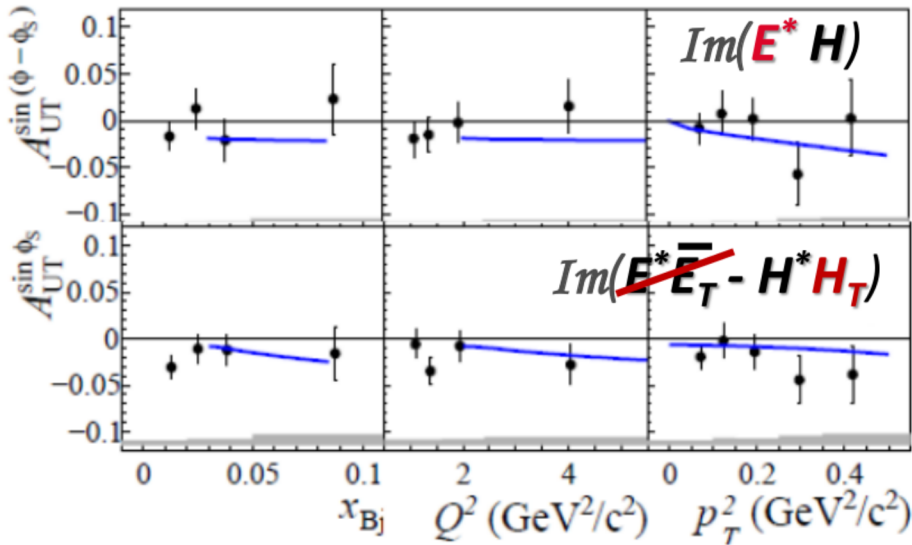 A_UT^sin(ϕ – ϕ_S)
0.1
0.05
0
−0.05
−0.1
Im(E* H)
A_UT^sin ϕ_S
0.1
0.05
0
−0.05
−0.1
Im(E* E̅_T - H* H_T)
0 0.05 0.1 2 4 0 0.2 0.4
x_Bj Q² (GeV²/c²) p_T² (GeV²/c²)